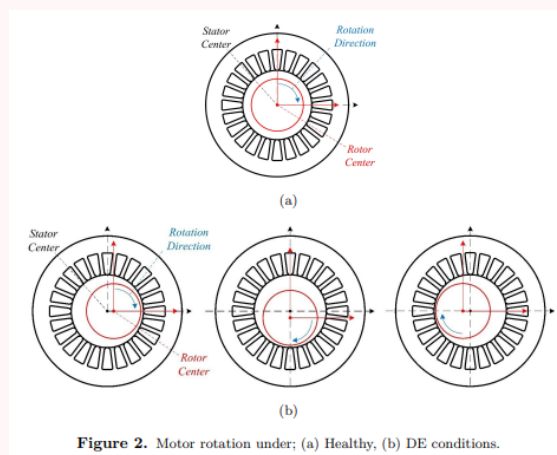 Stator
Center
Rotation
Direction
Rotor
Center
(a)
Stator
Center
Rotation
Direction
Rotor
Center
(b)
Figure 2. Motor rotation under; (a) Healthy, (b) DE conditions.